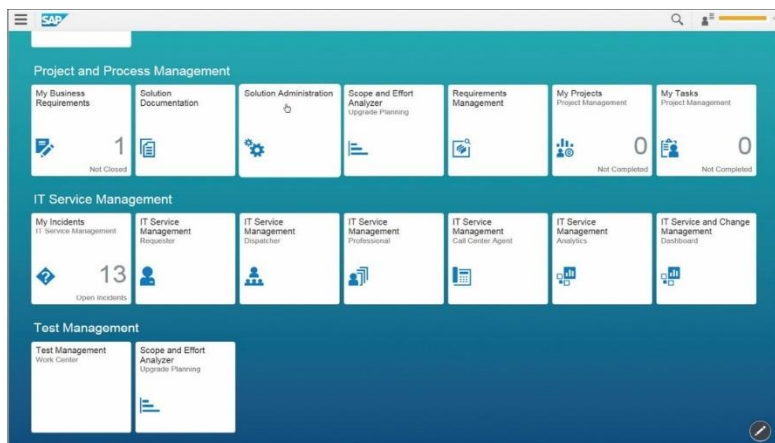 SAP
Project and Process Management
My Business
Requirements
1
Not Closed
Solution
Documentation
Solution Administration
Scope and Effort
Analyzer
Upgrade Planning
Requirements
Management
My Projects
Project Management
0
Not Completed
My Tasks
Project Management
0
Not Completed
IT Service Management
My Incidents
IT Service Management
13
Open Incidents
IT Service
Management
Requester
IT Service
Management
Dispatcher
IT Service
Management
Professional
IT Service
Management
Call Center Agent
IT Service
Management
Analytics
IT Service and Change
Management
Dashboard
Test Management
Test Management
Work Center
Scope and Effort
Analyzer
Upgrade Planning